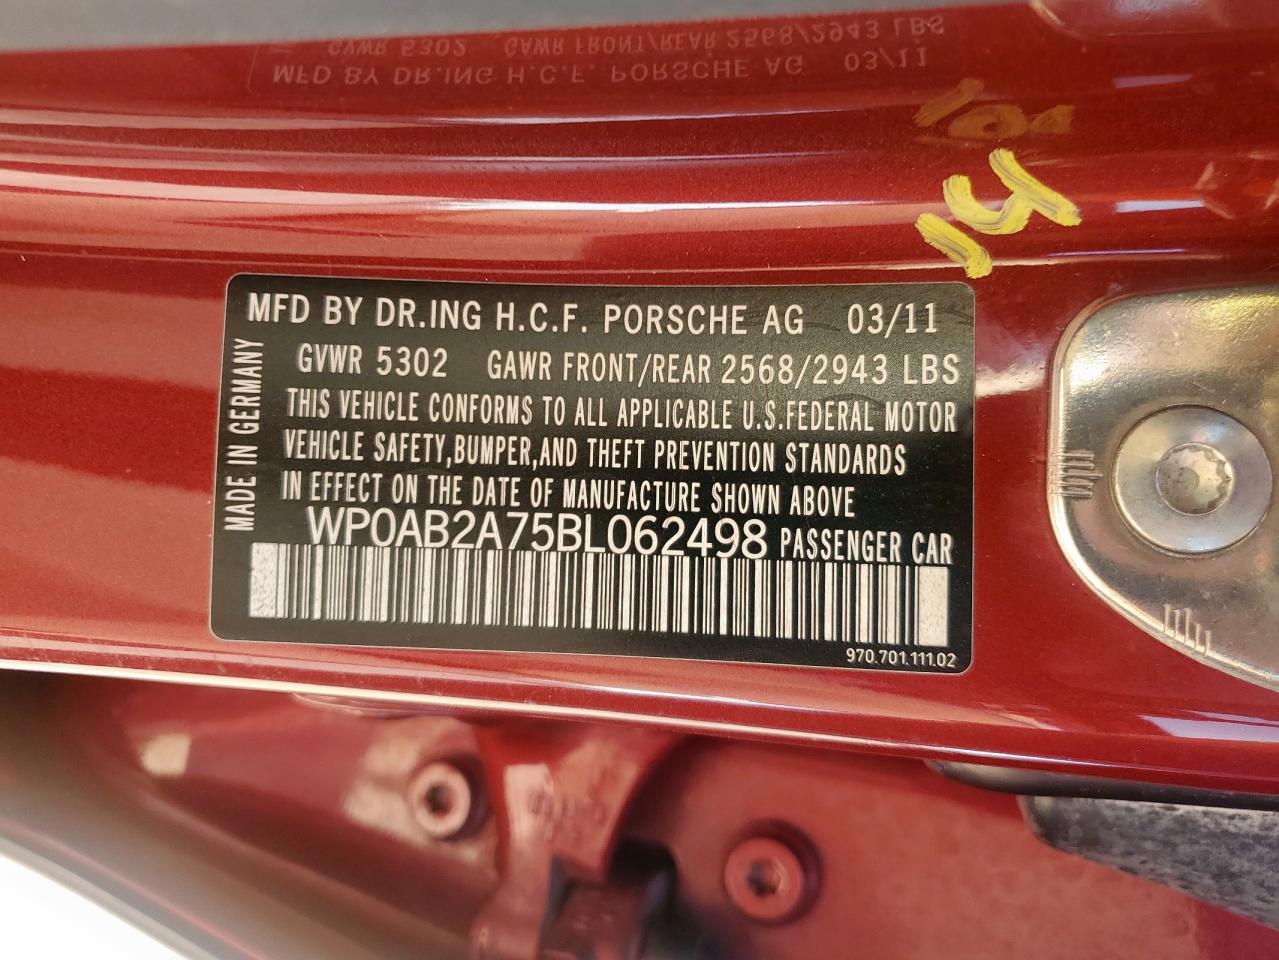 MFD BY DR.ING H.C.F. PORSCHE AG 03/11
GVWR 5302 GAWR FRONT/REAR 2568/2943 LBS
MADE IN GERMANY
THIS VEHICLE CONFORMS TO ALL APPLICABLE U.S.FEDERAL MOTOR
VEHICLE SAFETY,BUMPER,AND THEFT PREVENTION STANDARDS
IN EFFECT ON THE DATE OF MANUFACTURE SHOWN ABOVE
WP0AB2A75BL062498 PASSENGER CAR
970.701.111.02